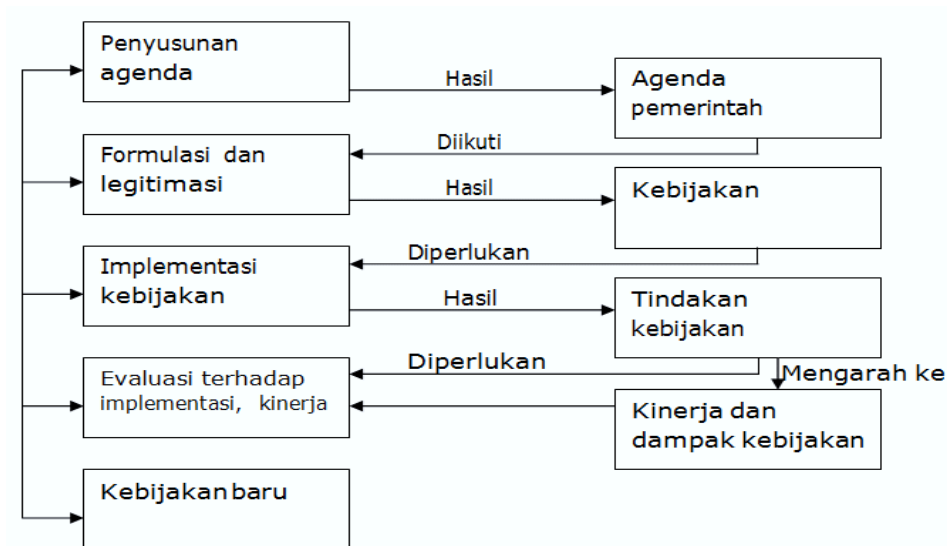 Penyusunan
agenda
Hasil
Agenda
pemerintah
Diikuti
Formulasi dan
legitimasi
Hasil
Kebijakan
Diperlukan
Implementasi
kebijakan
Hasil
Tindakan
kebijakan
Diperlukan
Mengarah ke
Evaluasi terhadap
implementasi, kinerja
Kinerja dan
dampak kebijakan
Kebijakan baru